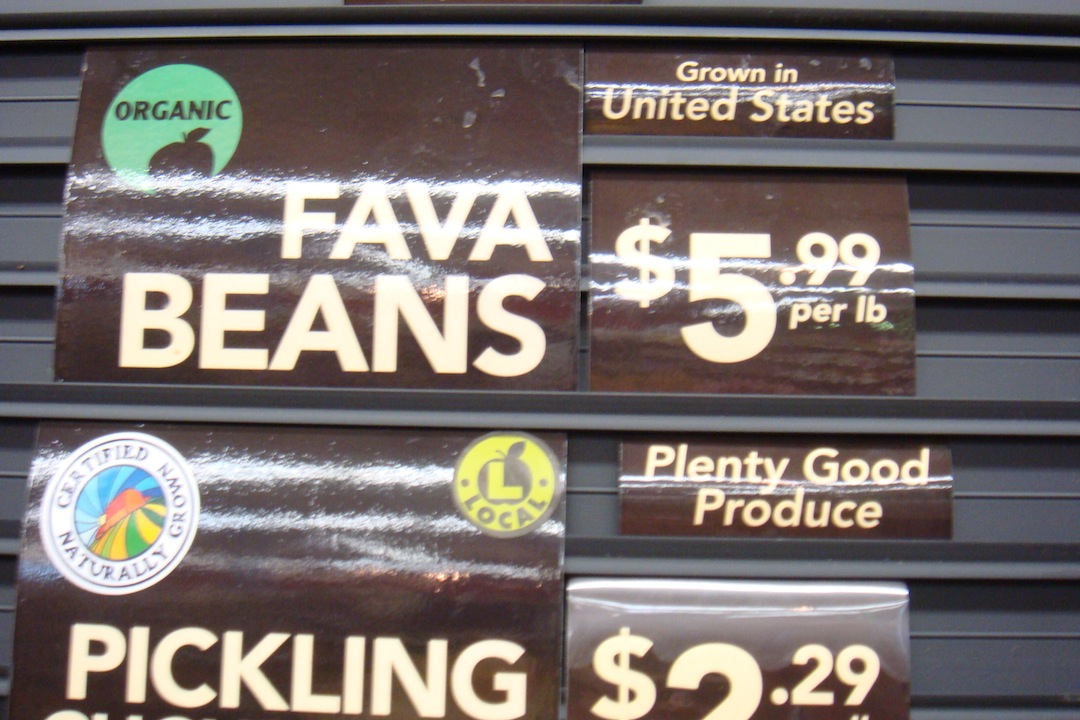 ORGANIC
FAVA
BEANS
Grown in
United States
$5.99
per lb
CERTIFIED NATURALLY GROWN
L
LOCAL
Plenty Good
Produce
PICKLING
$2.29